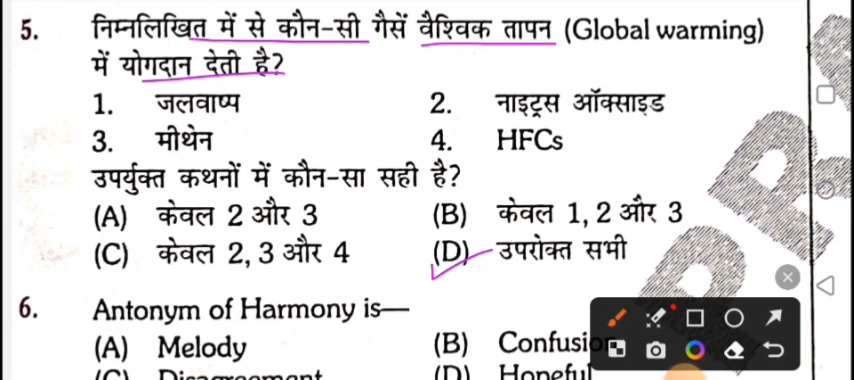 5. निम्नलिखित में से कौन-सी गैसें वैश्विक तापन (Global warming)
में योगदान देती है?
1. जलवाष्प 2. नाइट्रस ऑक्साइड
3. मीथेन 4. HFCs
उपर्युक्त कथनों में कौन-सा सही है?
(A) केवल 2 और 3 (B) केवल 1, 2 और 3
(C) केवल 2, 3 और 4 (D) उपरोक्त सभी
6. Antonym of Harmony is—
(A) Melody (B) Confusion
(C) Disagreement (D) Hopeful